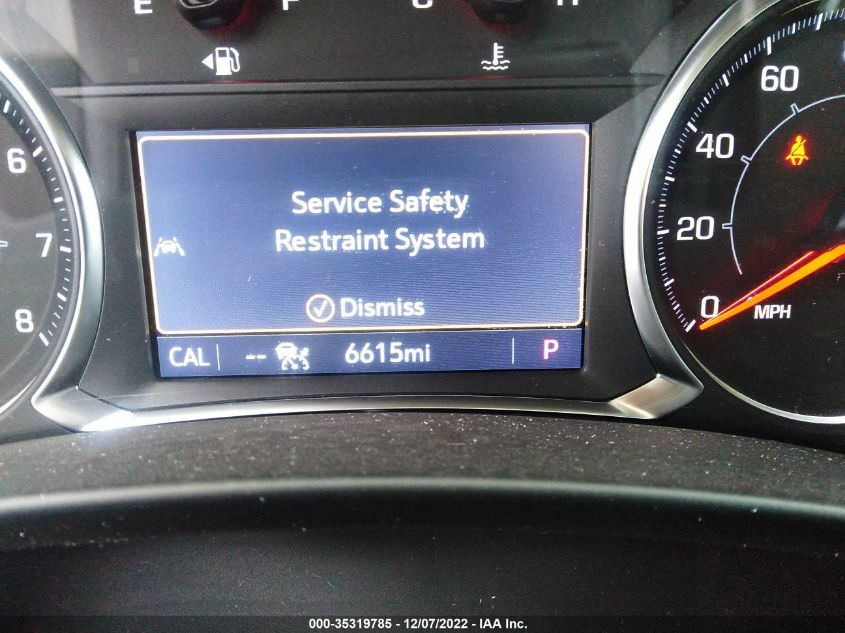 E F C H
60
40
20
0
MPH
6
7
8
Service Safety
Restraint System
Dismiss
CAL -- 6615mi P
000-35319785 - 12/07/2022 - IAA Inc.